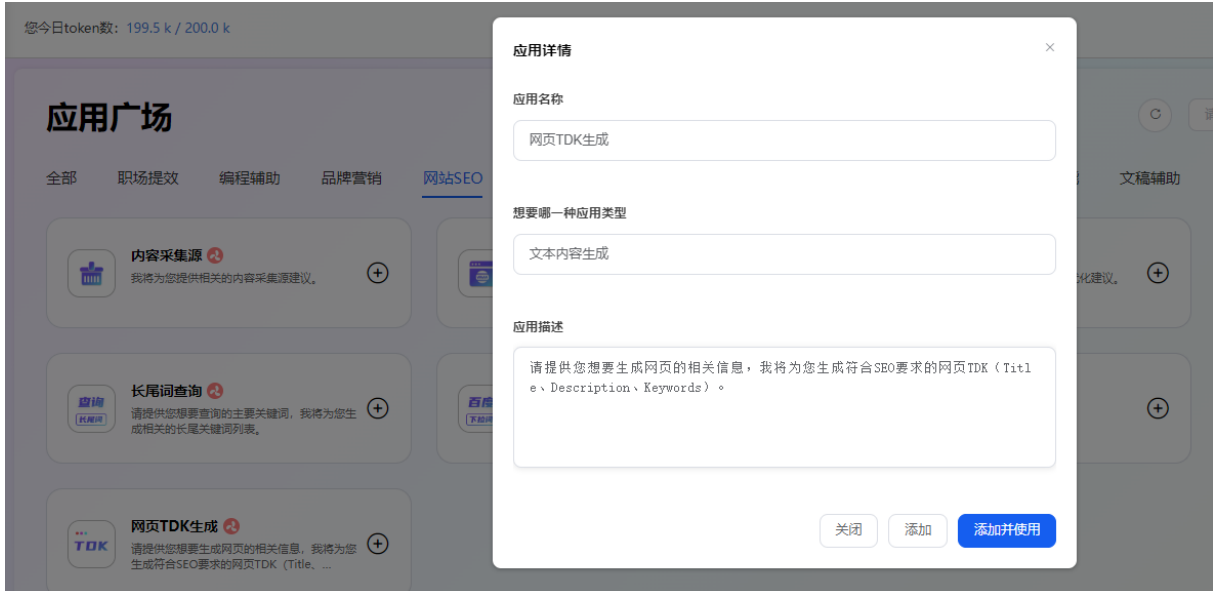 您今日token数：199.5 k / 200.0 k
应用广场
全部 职场提效 编程辅助 品牌营销 网站SEO 文稿辅助
内容采集源
我将为您提供相关的内容采集源建议。
化建议。
查询
长尾词
长尾词查询
请提供您想要查询的主要关键词，我将为您生
成相关的长尾关键词列表。
TDK
网页TDK生成
请提供您想要生成网页的相关信息，我将为您
生成符合SEO要求的网页TDK（Title、...
应用详情
应用名称
网页TDK生成
想要哪一种应用类型
文本内容生成
应用描述
请提供您想要生成网页的相关信息，我将为您生成符合SEO要求的网页TDK（Titl
e、Description、Keywords）。
关闭 添加 添加并使用